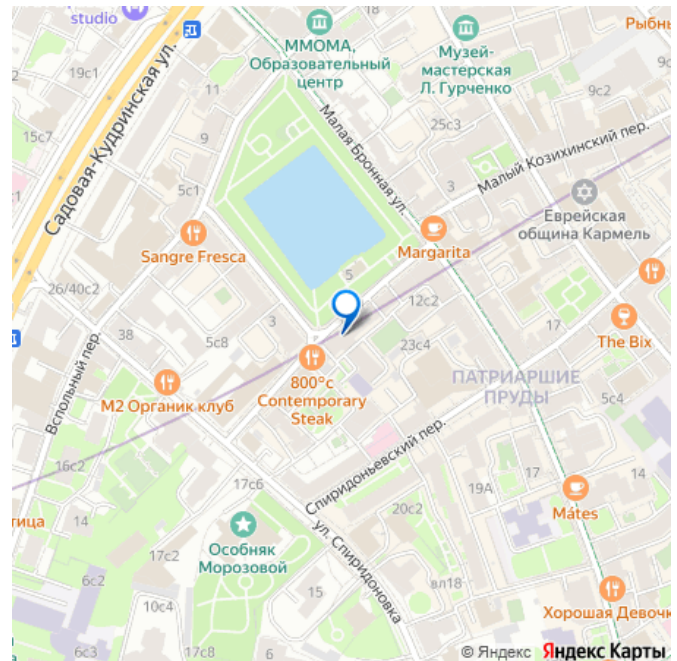 studio
ММОМА,
Образовательный
центр
Музей-
мастерская
Л. Гурченко
Рыбны
19с1
11
9с
9с2
Садовая-Кудринская ул.
15с7
9
Малая Бронная ул.
25с3
Малый Козихинский пер.
3
5с1
Еврейская
община Кармель
Sangre Fresca
Margarita
5
26/40с2
12с2
17
3
38
5с8
23с4
The Bix
Вспольный пер.
800°c
Contemporary
Steak
ПАТРИАРШИЕ
ПРУДЫ
М2 Органик клуб
5с4
Спиридоньевский пер.
16с2
17с6
19А
17
14
тица
14
20с2
Mátes
Особняк
Морозовой
ул. Спиридоновка
17с2
6с2
15
вл18
10с4
Хорошая Девочк
6с2
17с8
6
© Яндекс Яндекс Карты